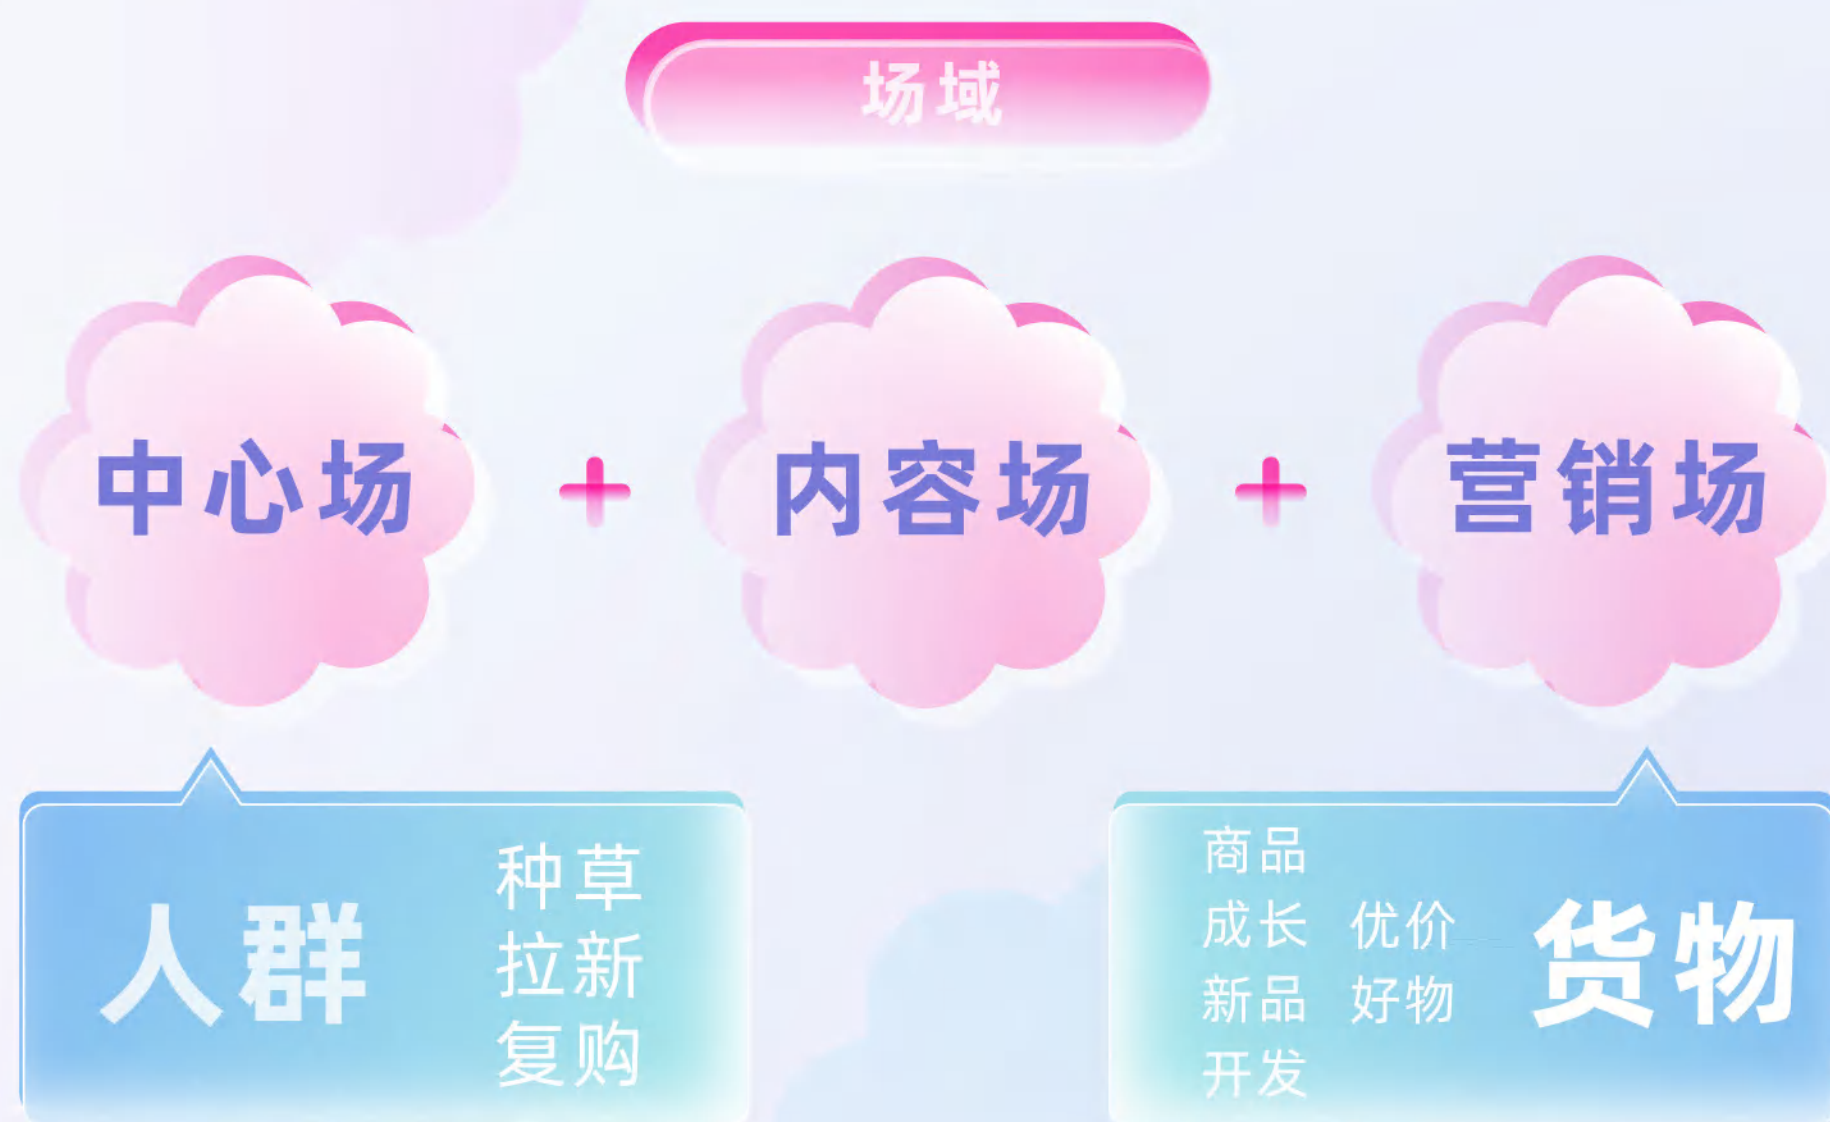 场域
中心场
+
内容场
+
营销场
人群
种草
拉新
复购
商品
成长
新品
开发
优价
好物
货物